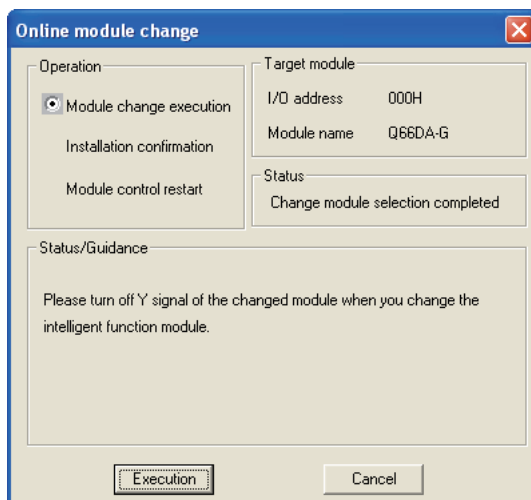 Online module change
Operation
Module change execution
Installation confirmation
Module control restart
Target module
I/O address 000H
Module name Q66DA-G
Status
Change module selection completed
Status/Guidance
Please turn off Y signal of the changed module when you change the
intelligent function module.
Execution Cancel